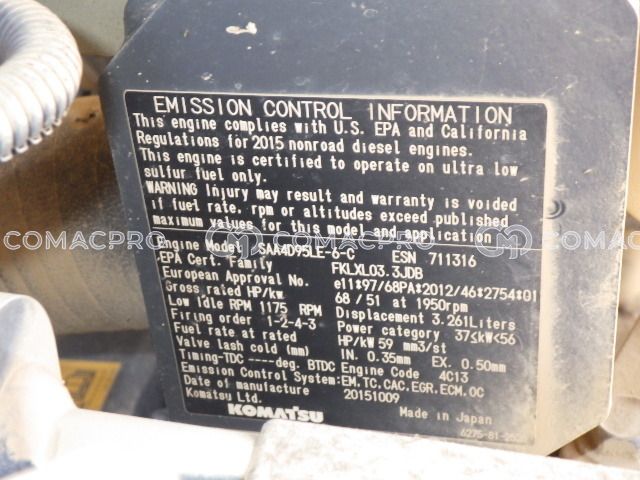 EMISSION CONTROL INFORMATION
This engine complies with U.S. EPA and California
Regulations for 2015 nonroad diesel engines.
This engine is certified to operate on ultra low
sulfur fuel only.
WARNING Injury may result and warranty is voided
if fuel rate. rpm or altitudes exceed published
maximum values for this model and application
COMACPRO COMACPRO COMACPRO
Engine Model SAA4D95LE-6-C ESN 711316
EPA Cert. Family FKLXL03.3JDB
European Approval No. e11*97/68PA*2012/46*2754*01
Gross rated HP/kw 68/51 at 1950rpm
Low Idle RPM 1175 RPM Displacement 3.261Liters
Firing order 1-2-4-3 Power category 37≤kW<56
Fuel rate at rated HP/kW 59 mm3/st
Valve lash cold (mm) IN. 0.35mm EX. 0.50mm
Timing-TDC ----deg. BTDC Engine Code 4C13
Emission Control System: EM,TC,CAC,EGR,ECM,OC
Date of manufacture 20151009
Komatsu Ltd.
KOMATSU Made in Japan
6275-81-